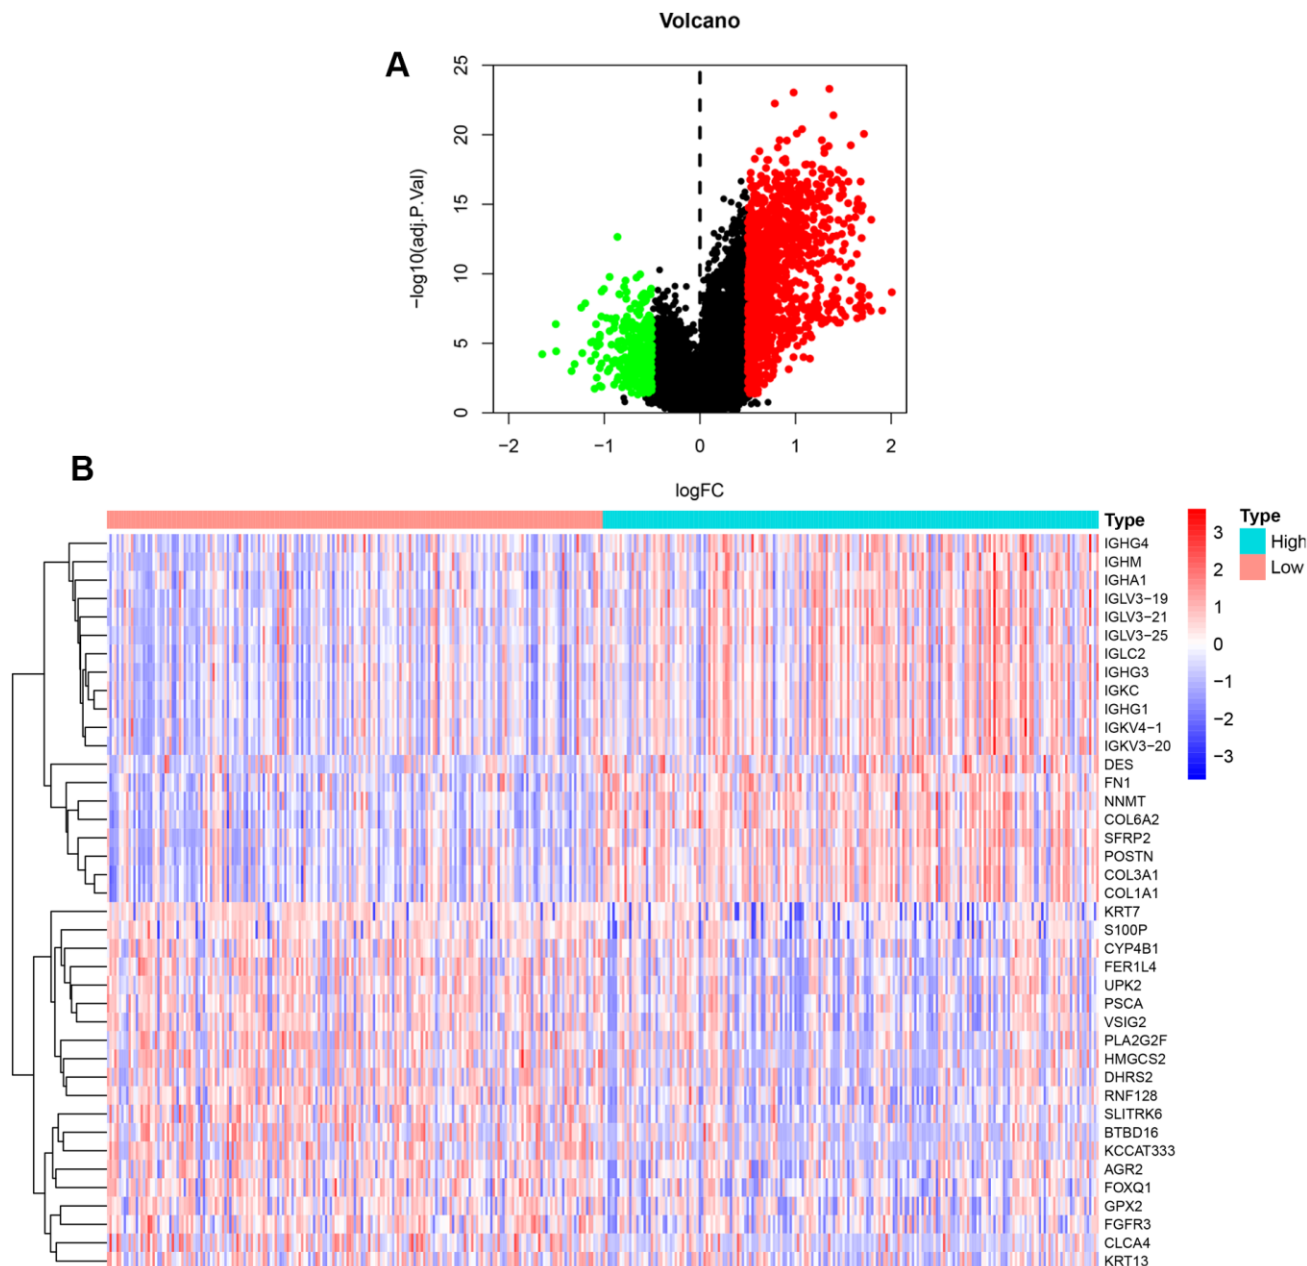 Volcano
A
25
20
15
10
5
0
−log10(adj.P.Val)
−2 −1 0 1 2
logFC
B
Type
IGHG4
IGHM
IGHA1
IGLV3−19
IGLV3−21
IGLV3−25
IGLC2
IGHG3
IGKC
IGHG1
IGKV4−1
IGKV3−20
DES
FN1
NNMT
COL6A2
SFRP2
POSTN
COL3A1
COL1A1
KRT7
S100P
CYP4B1
FER1L4
UPK2
PSCA
VSIG2
PLA2G2F
HMGCS2
DHRS2
RNF128
SLITRK6
BTBD16
KCCAT333
AGR2
FOXQ1
GPX2
FGFR3
CLCA4
KRT13
3
2
1
0
−1
−2
−3
Type
High
Low